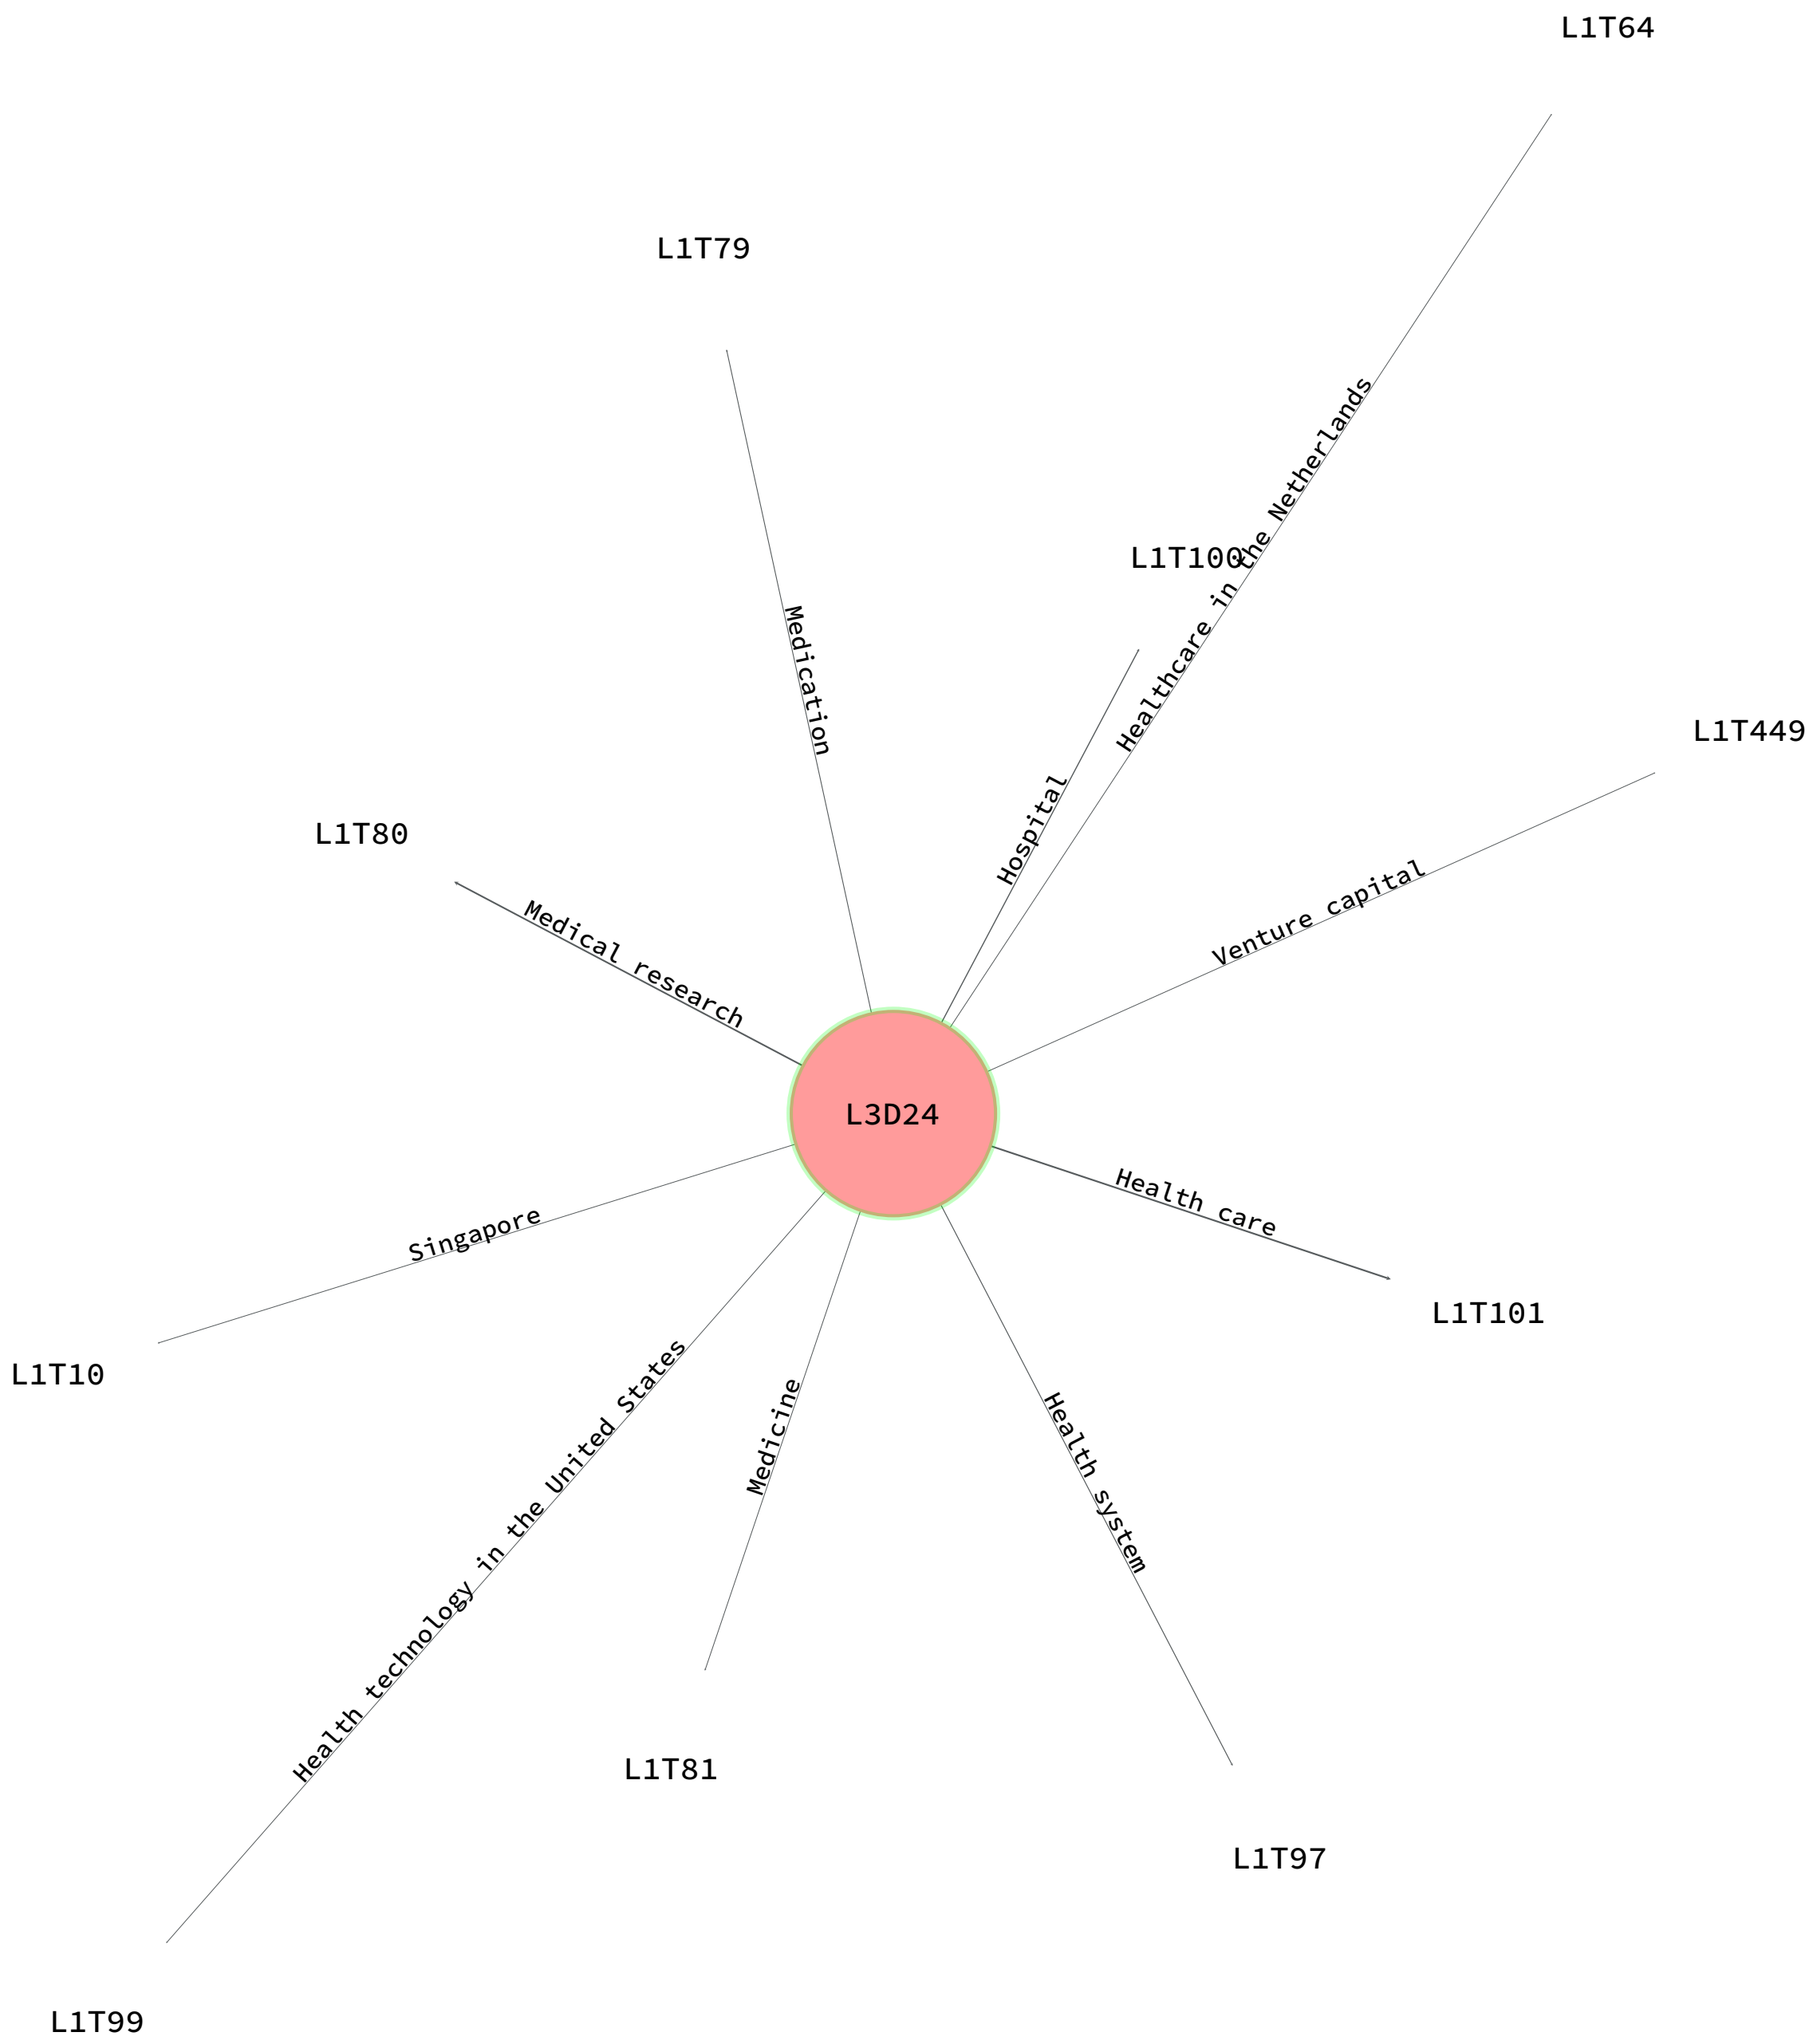 L1T64
L1T79
Healthcare in the Netherlands
L1T100
Medication
L1T449
Hospital
L1T80
Venture capital
Medical research
L3D24
Health care
Singapore
L1T101
L1T10
Health technology in the United States
Medicine
Health system
L1T81
L1T97
L1T99